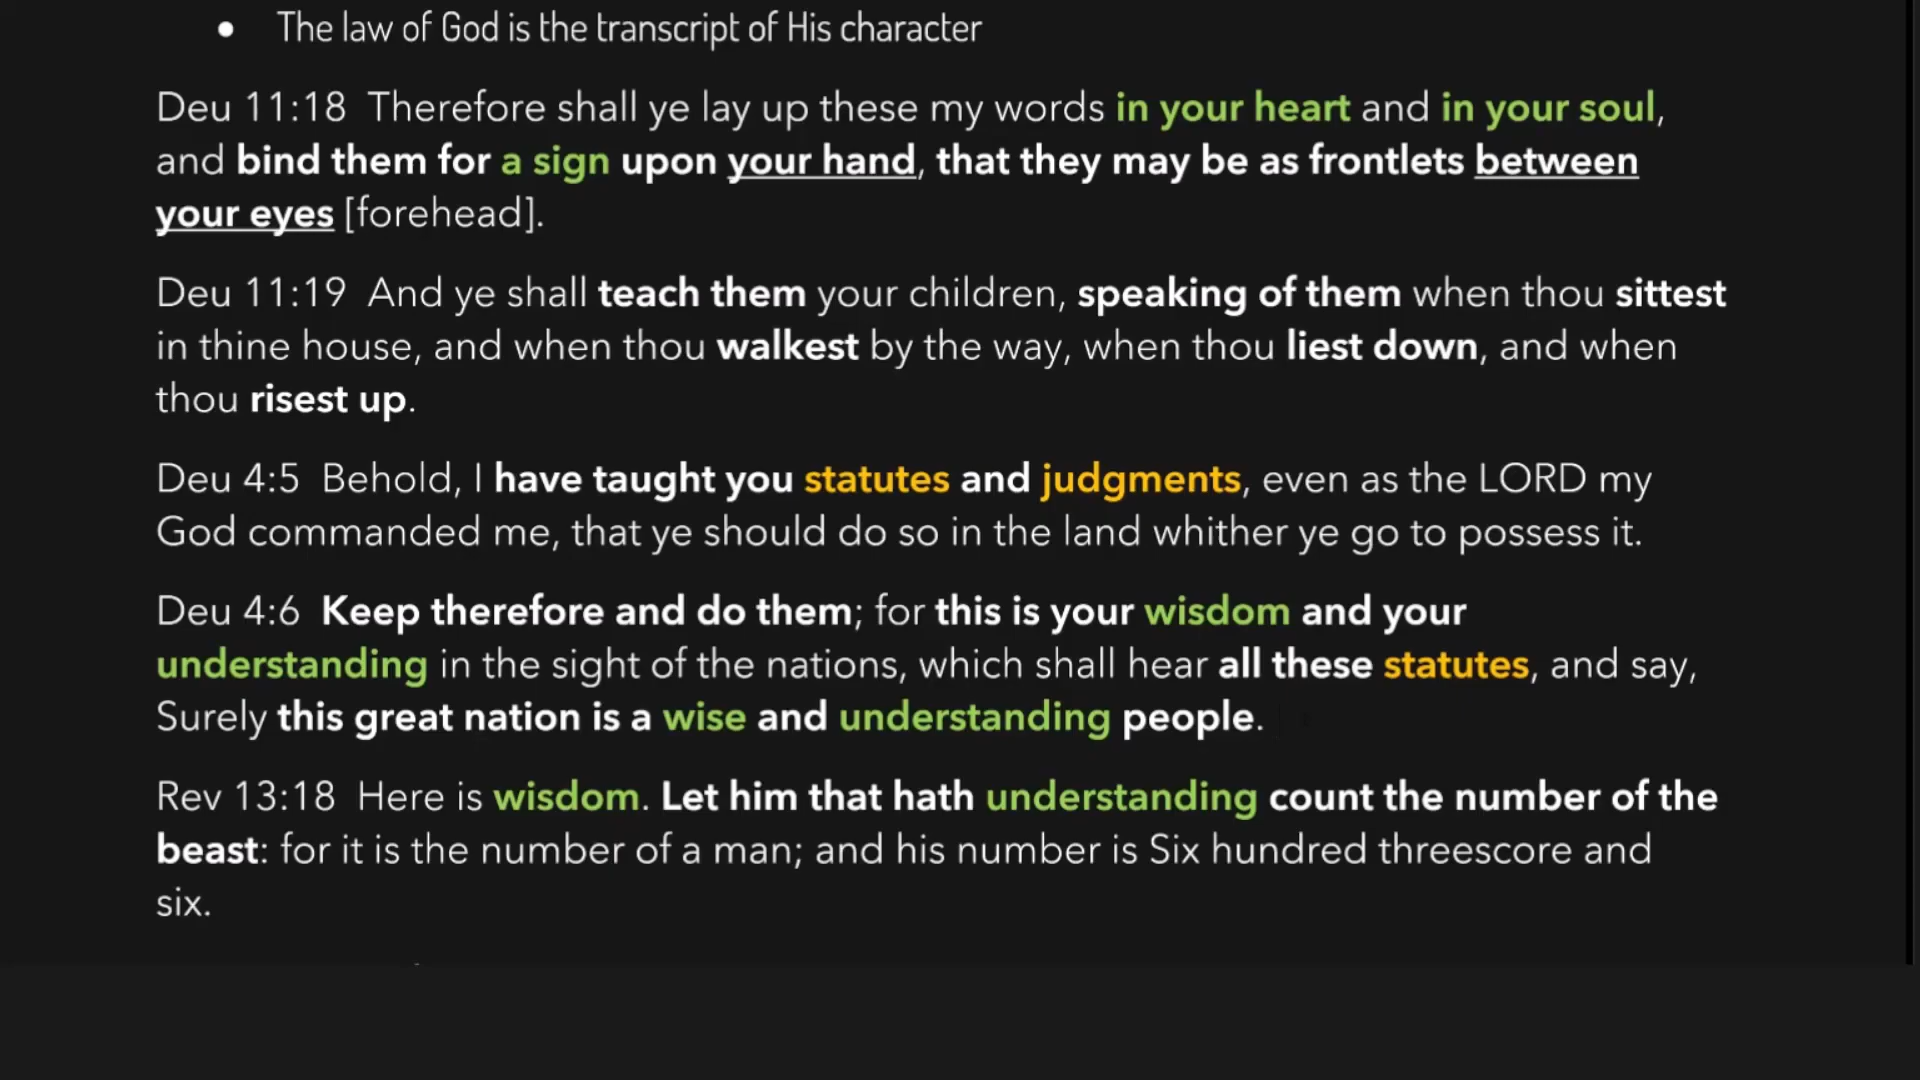 • The law of God is the transcript of His character
Deu 11:18 Therefore shall ye lay up these my words in your heart and in your soul,
and bind them for a sign upon your hand, that they may be as frontlets between
your eyes [forehead].
Deu 11:19 And ye shall teach them your children, speaking of them when thou sittest
in thine house, and when thou walkest by the way, when thou liest down, and when
thou risest up.
Deu 4:5 Behold, I have taught you statutes and judgments, even as the LORD my
God commanded me, that ye should do so in the land whither ye go to possess it.
Deu 4:6 Keep therefore and do them; for this is your wisdom and your
understanding in the sight of the nations, which shall hear all these statutes, and say,
Surely this great nation is a wise and understanding people.
Rev 13:18 Here is wisdom. Let him that hath understanding count the number of the
beast: for it is the number of a man; and his number is Six hundred threescore and
six.